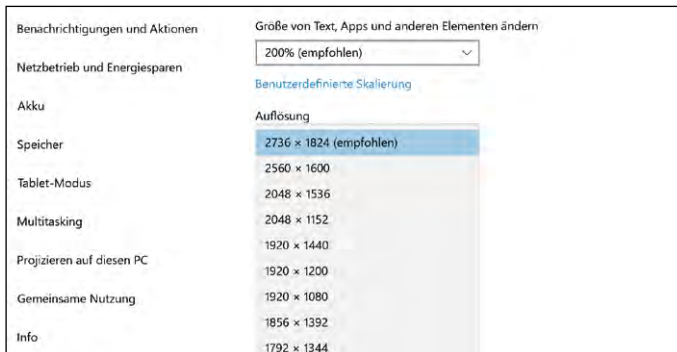 Benachrichtigungen und Aktionen
Netzbetrieb und Energiesparen
Akku
Speicher
Tablet-Modus
Multitasking
Projizieren auf diesen PC
Gemeinsame Nutzung
Info
Größe von Text, Apps und anderen Elementen ändern
200% (empfohlen)
Benutzerdefinierte Skalierung
Auflösung
2736 × 1824 (empfohlen)
2560 × 1600
2048 × 1536
2048 × 1152
1920 × 1440
1920 × 1200
1920 × 1080
1856 × 1392
1792 × 1344